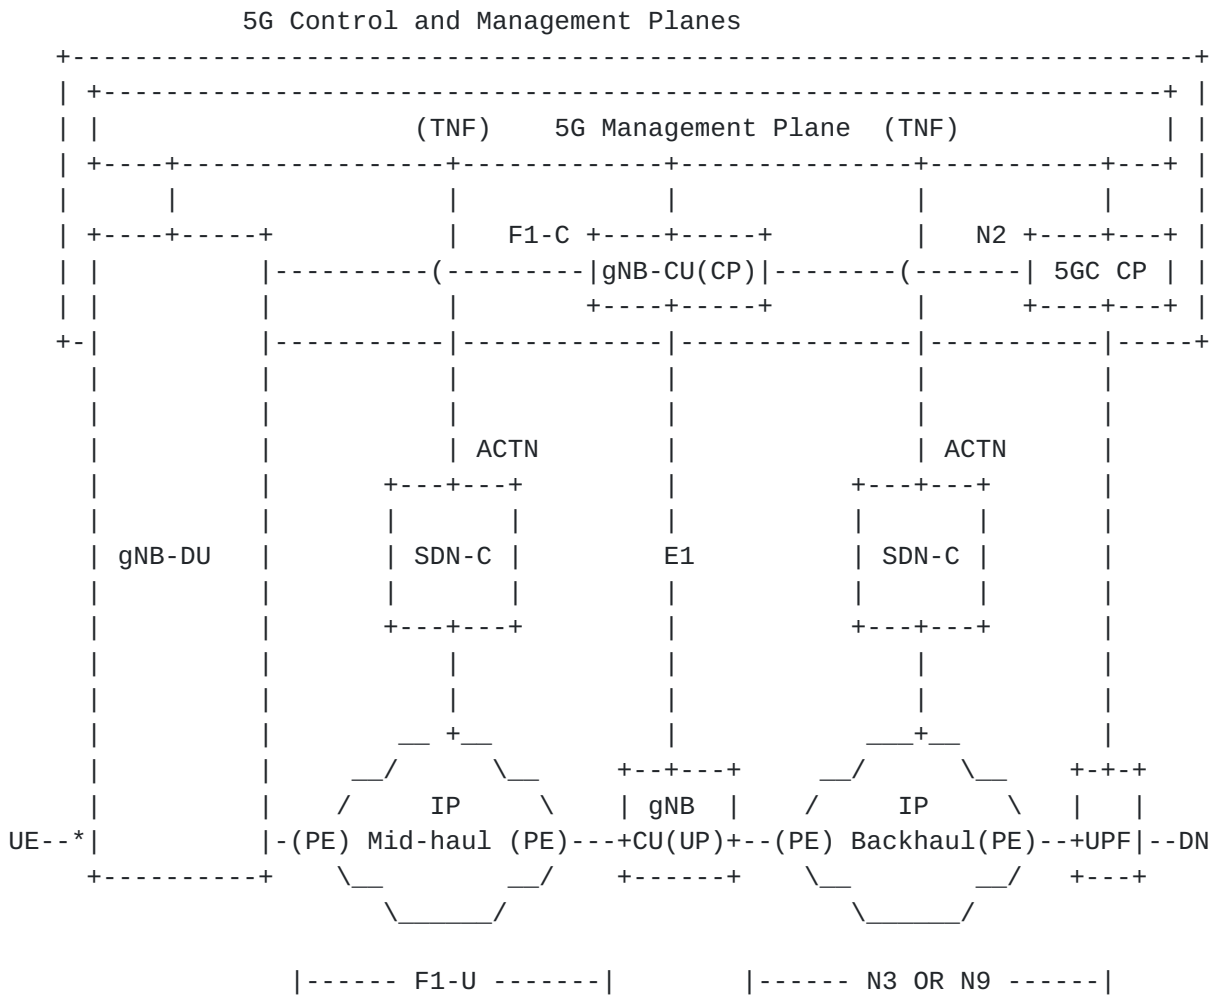 5G Control and Management Planes
(TNF) 5G Management Plane (TNF)
F1-C N2
gNB-CU(CP) 5GC CP
ACTN ACTN
gNB-DU SDN-C E1 SDN-C
IP gNB IP
UE (PE) Mid-haul (PE) CU(UP) (PE) Backhaul(PE) UPF DN
F1-U N3 OR N9